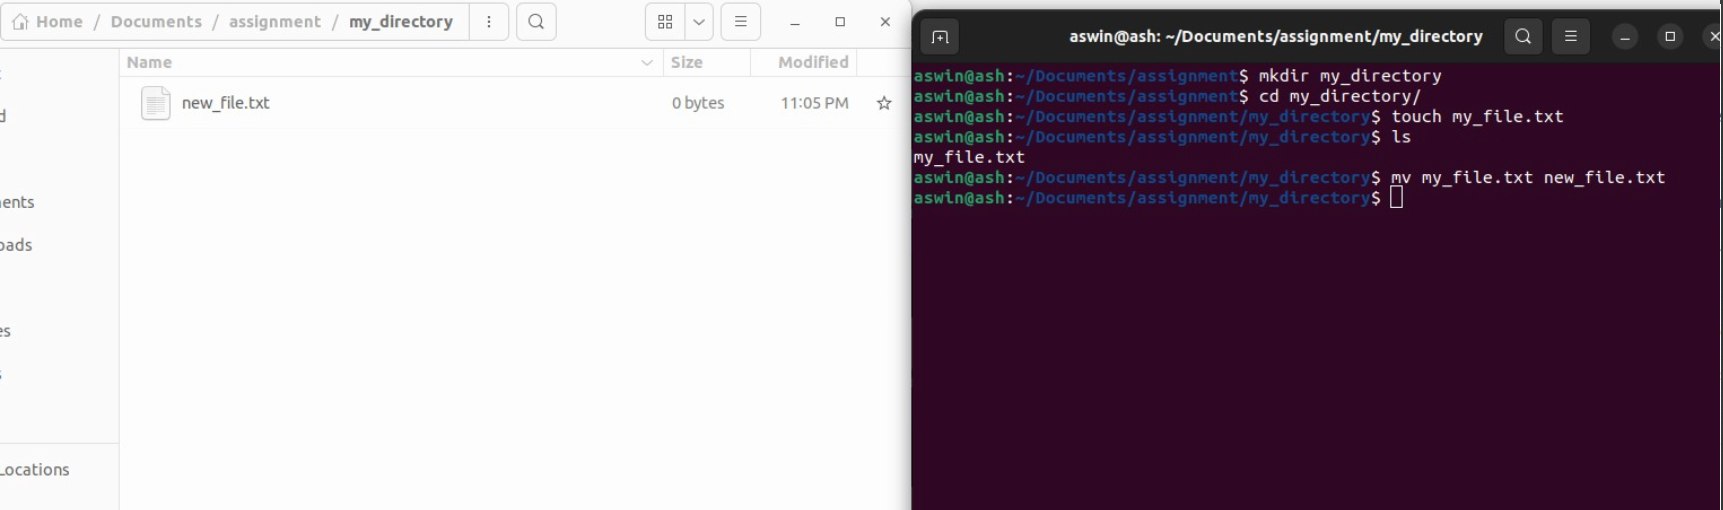 Home / Documents / assignment / my_directory
Name Size Modified
new_file.txt 0 bytes 11:05 PM
ents
oads
es
Locations
aswin@ash: ~/Documents/assignment/my_directory
aswin@ash:~/Documents/assignment$ mkdir my_directory
aswin@ash:~/Documents/assignment$ cd my_directory/
aswin@ash:~/Documents/assignment/my_directory$ touch my_file.txt
aswin@ash:~/Documents/assignment/my_directory$ ls
my_file.txt
aswin@ash:~/Documents/assignment/my_directory$ mv my_file.txt new_file.txt
aswin@ash:~/Documents/assignment/my_directory$